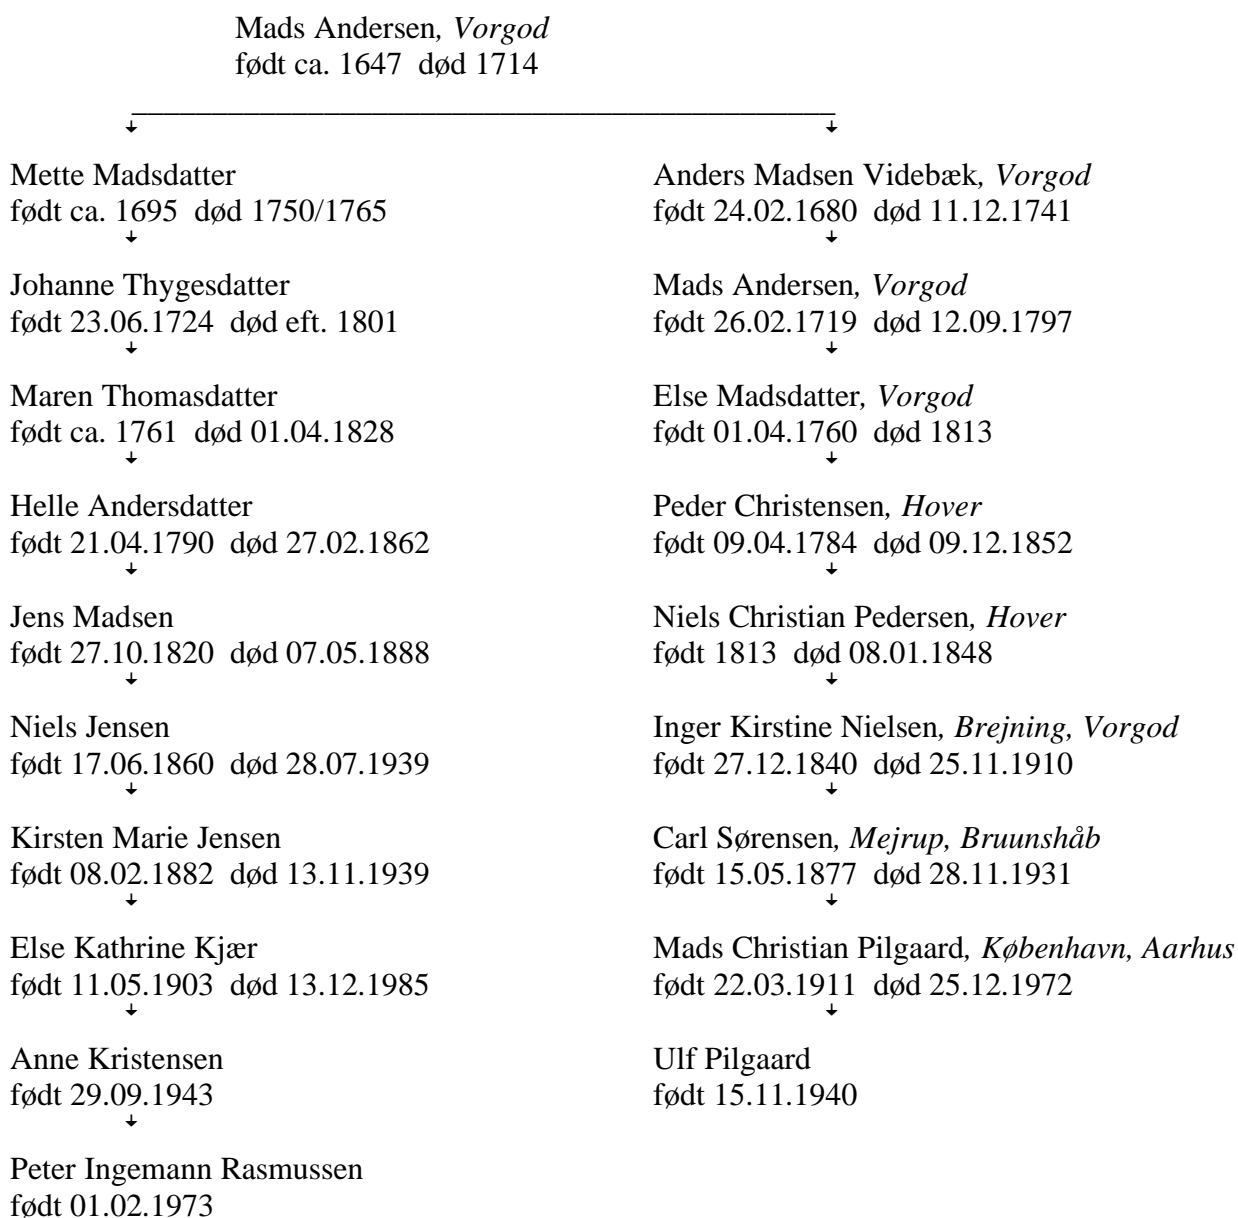 Mads Andersen, Vorgod
født ca. 1647 død 1714
Mette Madsdatter
født ca. 1695 død 1750/1765
Anders Madsen Videbæk, Vorgod
født 24.02.1680 død 11.12.1741
Johanne Thygesdatter
født 23.06.1724 død eft. 1801
Mads Andersen, Vorgod
født 26.02.1719 død 12.09.1797
Maren Thomasdatter
født ca. 1761 død 01.04.1828
Else Madsdatter, Vorgod
født 01.04.1760 død 1813
Helle Andersdatter
født 21.04.1790 død 27.02.1862
Peder Christensen, Hover
født 09.04.1784 død 09.12.1852
Jens Madsen
født 27.10.1820 død 07.05.1888
Niels Christian Pedersen, Hover
født 1813 død 08.01.1848
Niels Jensen
født 17.06.1860 død 28.07.1939
Inger Kirstine Nielsen, Brejning, Vorgod
født 27.12.1840 død 25.11.1910
Kirsten Marie Jensen
født 08.02.1882 død 13.11.1939
Carl Sørensen, Mejrup, Bruunshåb
født 15.05.1877 død 28.11.1931
Else Kathrine Kjær
født 11.05.1903 død 13.12.1985
Mads Christian Pilgaard, København, Aarhus
født 22.03.1911 død 25.12.1972
Anne Kristensen
født 29.09.1943
Ulf Pilgaard
født 15.11.1940
Peter Ingemann Rasmussen
født 01.02.1973